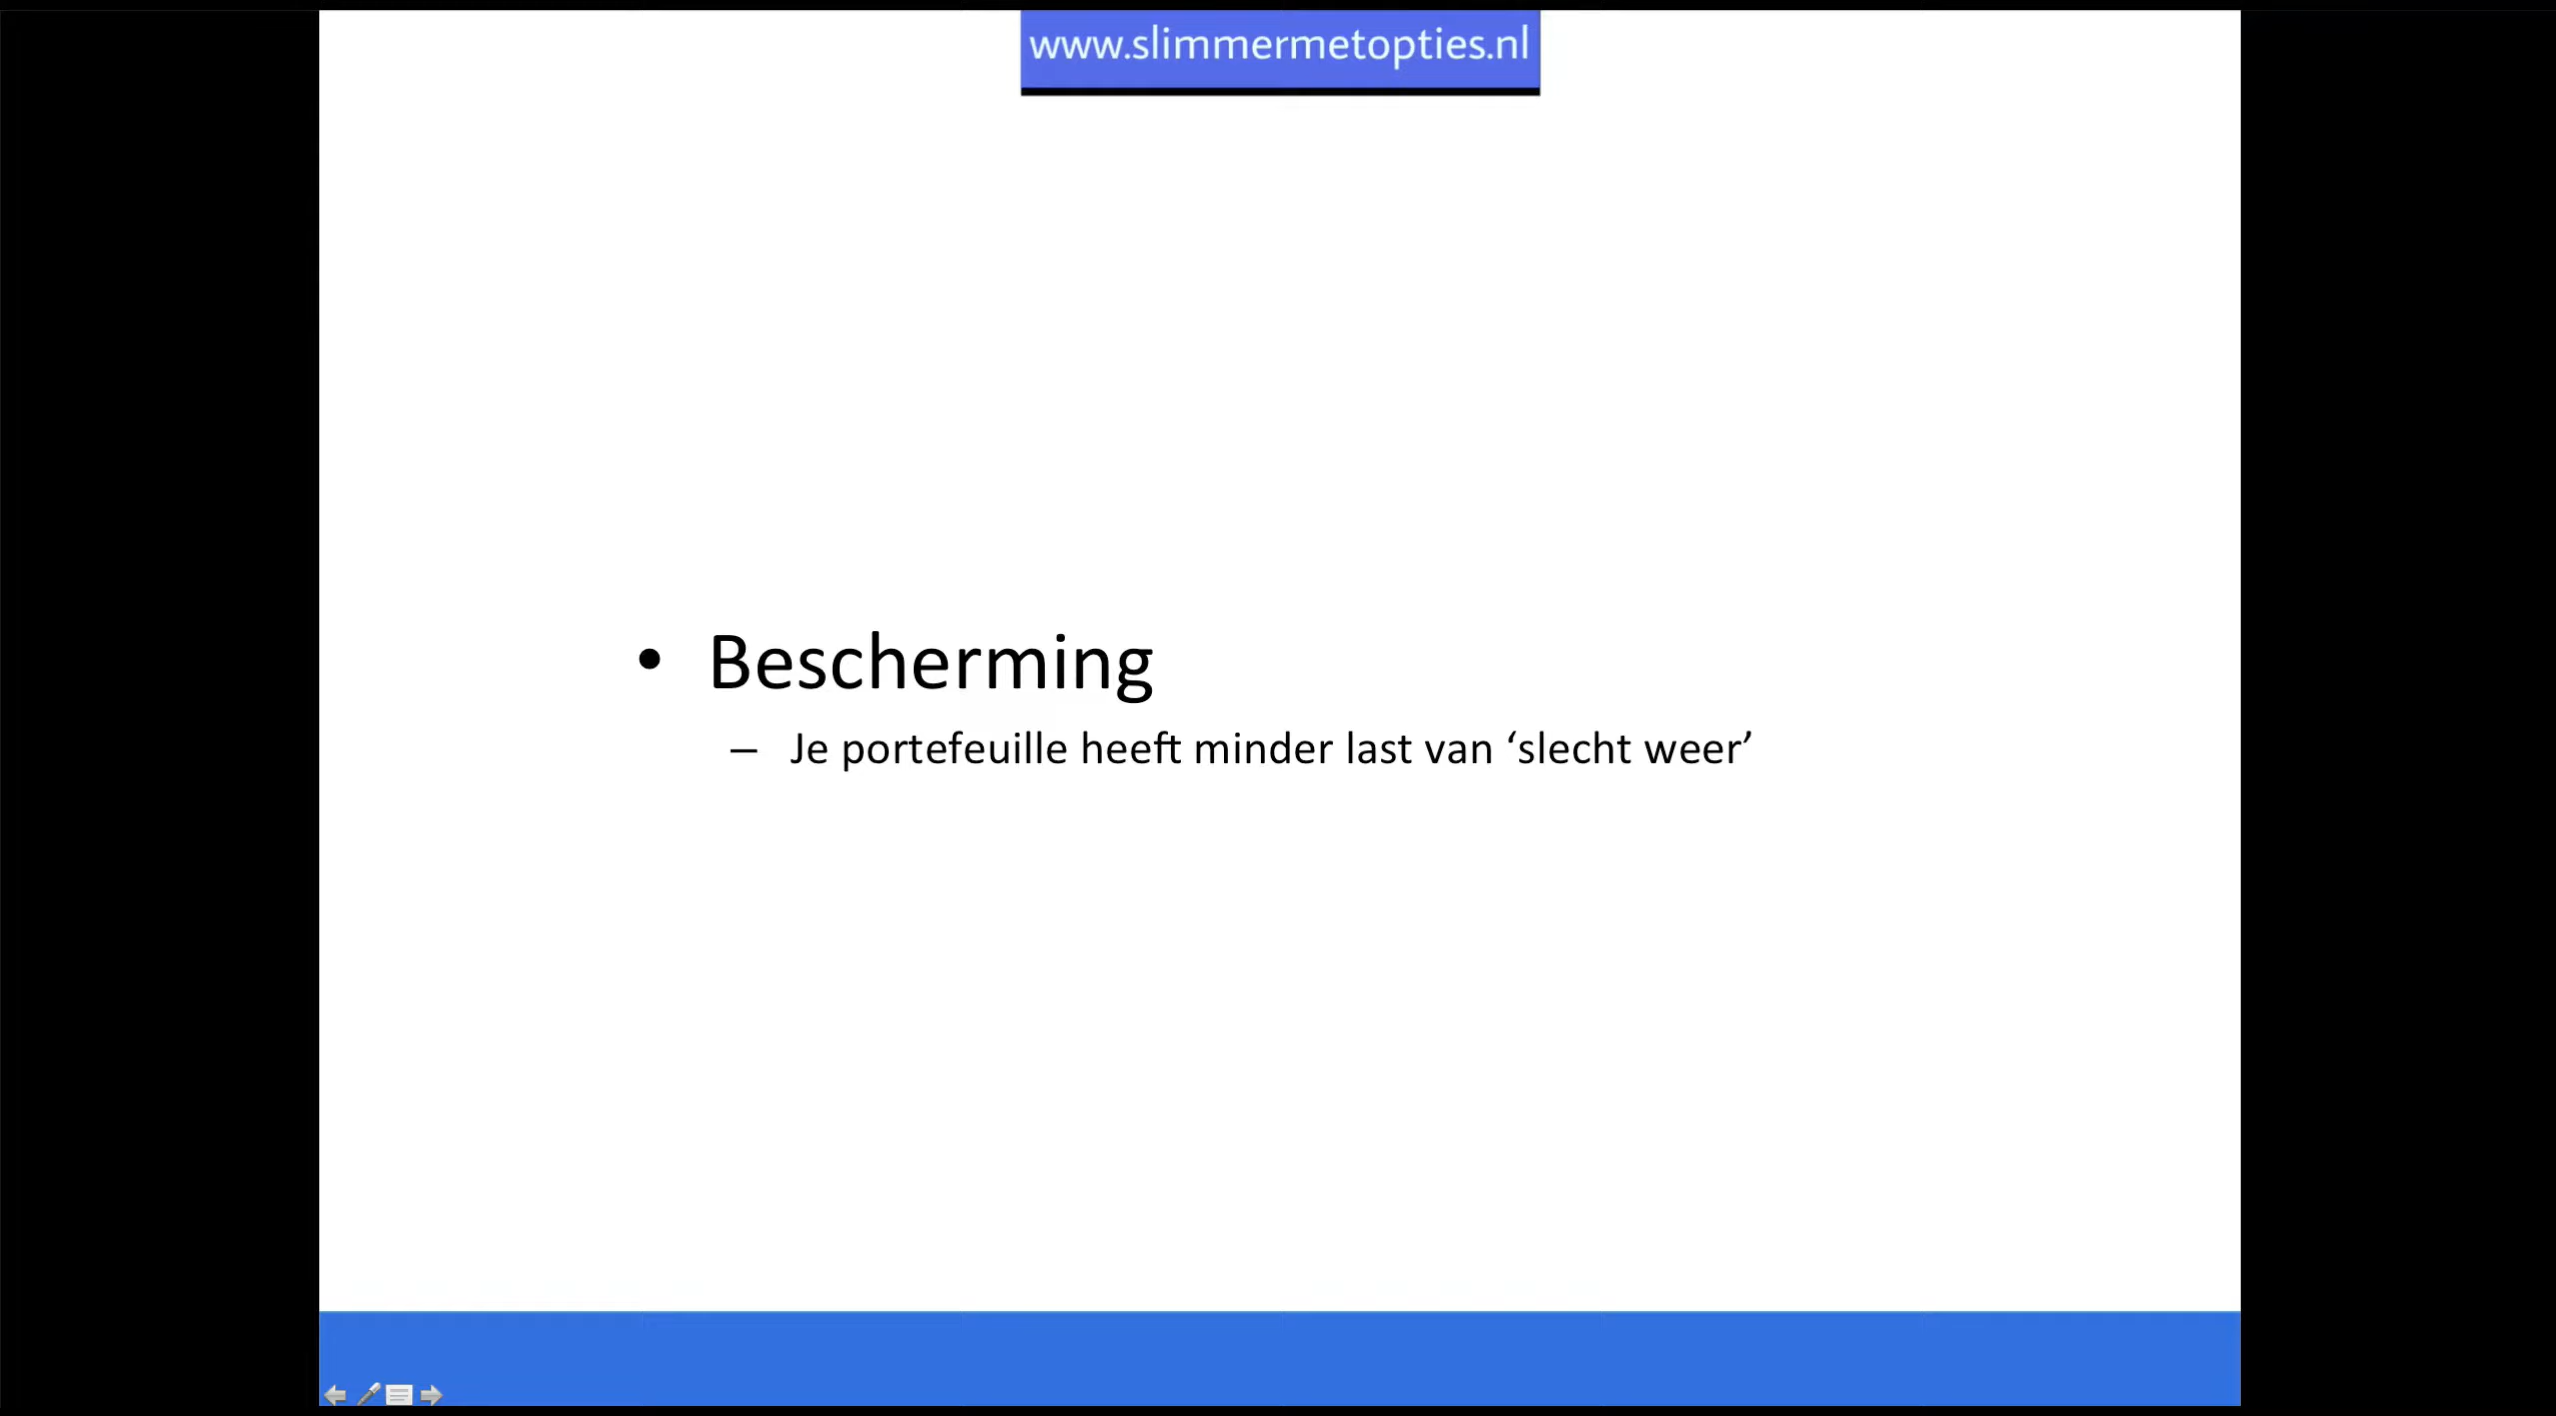 www.slimmermetopties.nl
• Bescherming
– Je portefeuille heeft minder last van ‘slecht weer’